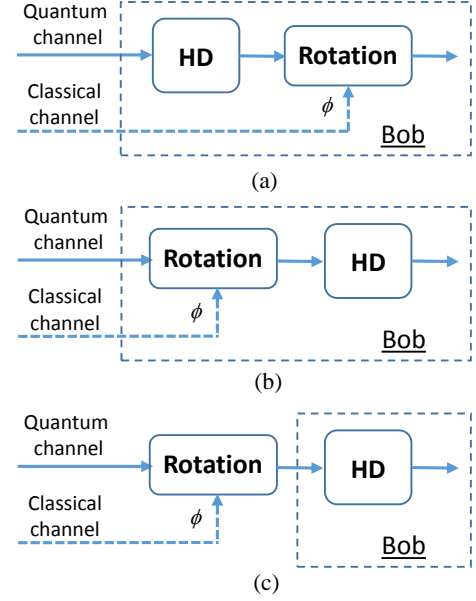 Quantum
channel
HD
Rotation
Classical
channel
ϕ
Bob
(a)
Quantum
channel
Rotation
HD
Classical
channel
ϕ
Bob
(b)
Quantum
channel
Rotation
HD
Classical
channel
ϕ
Bob
(c)